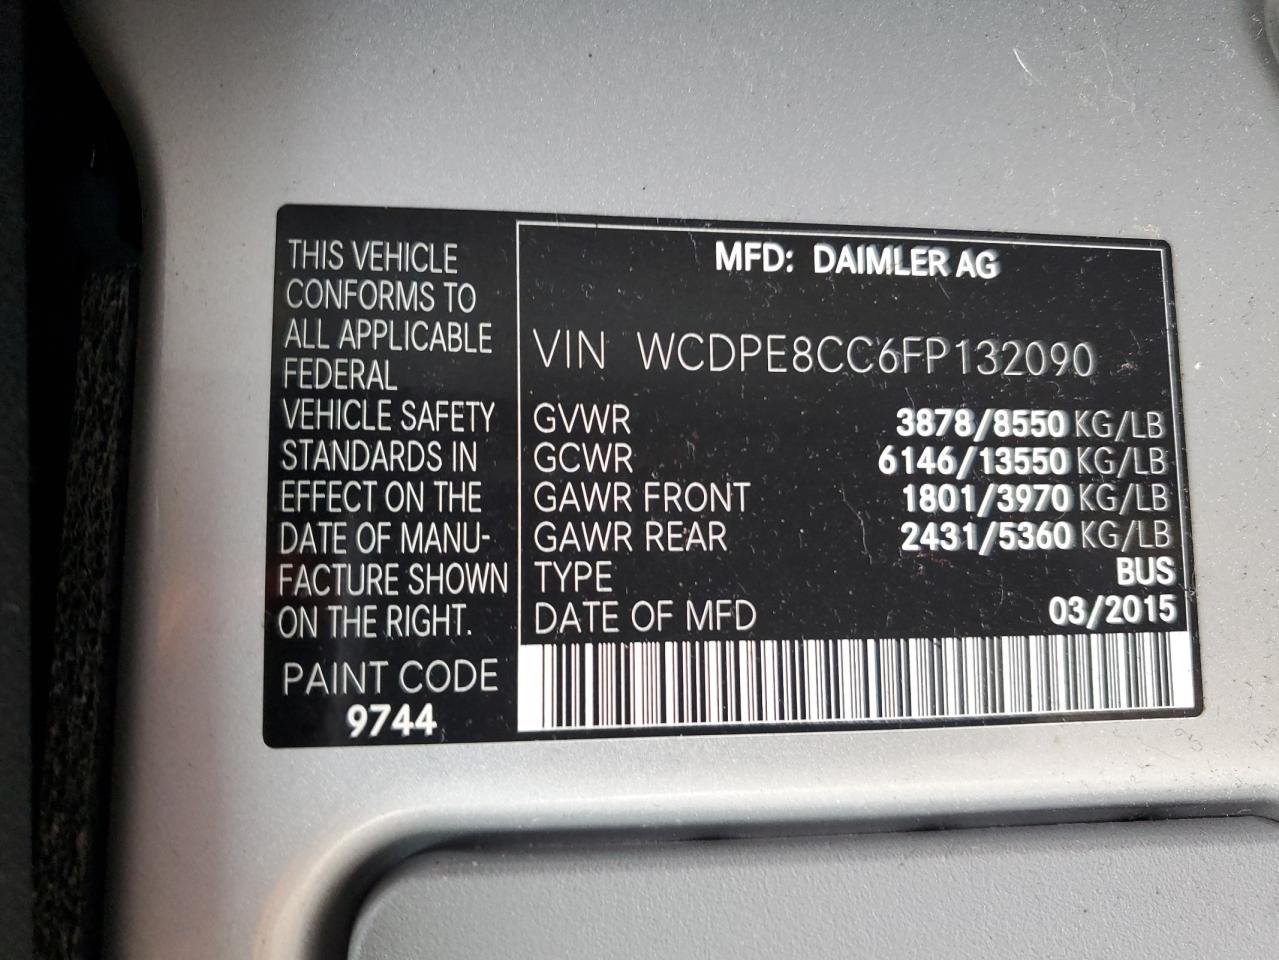 THIS VEHICLE
CONFORMS TO
ALL APPLICABLE
FEDERAL
VEHICLE SAFETY
STANDARDS IN
EFFECT ON THE
DATE OF MANU-
FACTURE SHOWN
ON THE RIGHT.
PAINT CODE
9744
MFD: DAIMLER AG
VIN WCDPE8CC6FP132090
GVWR 3878/8550 KG/LB
GCWR 6146/13550 KG/LB
GAWR FRONT 1801/3970 KG/LB
GAWR REAR 2431/5360 KG/LB
TYPE BUS
DATE OF MFD 03/2015